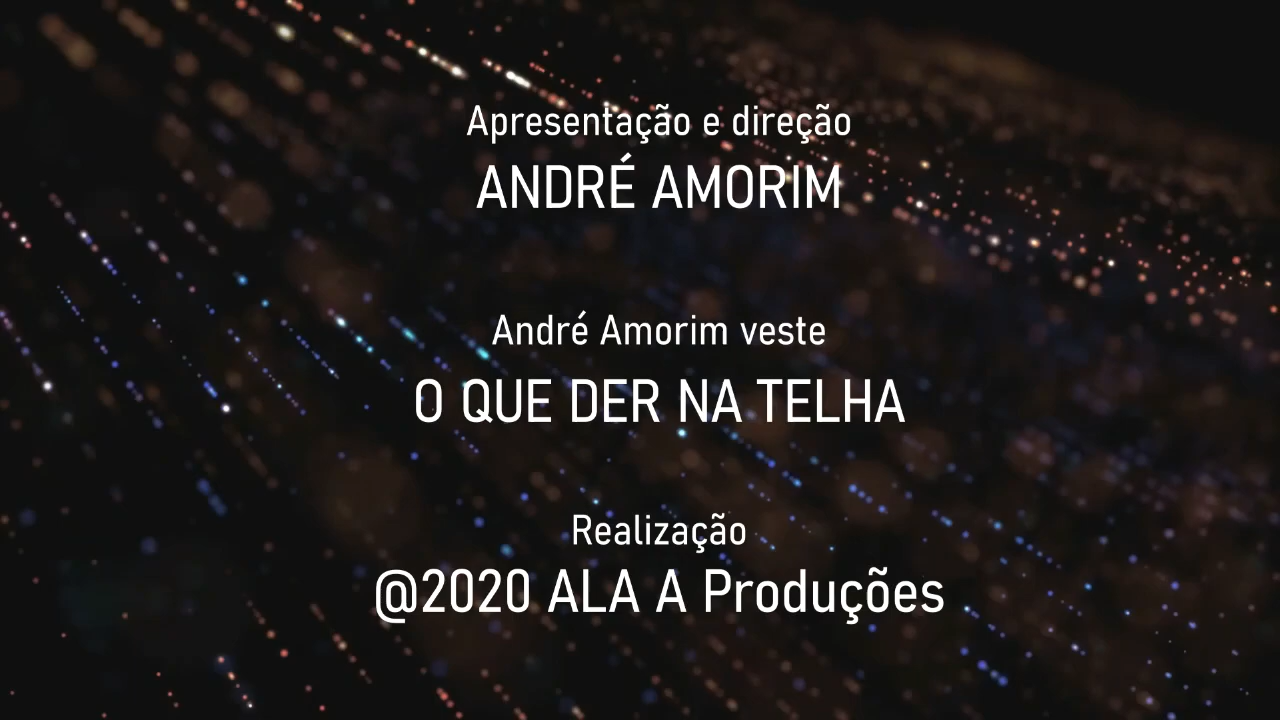 Apresentação e direção
ANDRÉ AMORIM
André Amorim veste
O QUE DER NA TELHA
Realização
@2020 ALA A Produções